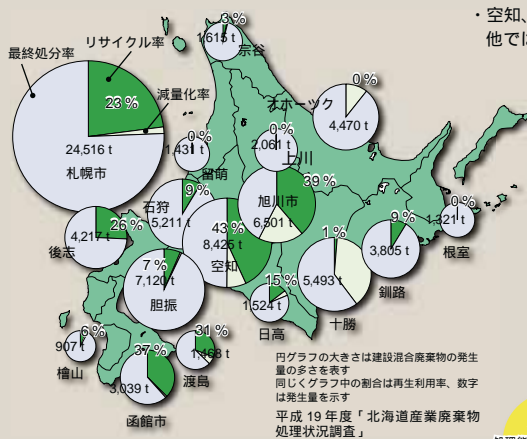 ・空知、
他では
最終処分率
リサイクル率
減量化率
23 %
24,516 t
札幌市
3 %
1,615 t
宗谷
0 %
オホーツク
4,470 t
0 %
1,431 t
留萌
0 %
2,061 t
上川
39 %
旭川市
6,501 t
石狩
9 %
5,211 t
26 %
4,217 t
後志
43 %
8,425 t
空知
7 %
7,120 t
胆振
1 %
5,493 t
十勝
9 %
3,805 t
釧路
0 %
1,321 t
根室
15 %
1,524 t
日高
6 %
907 t
檜山
37 %
3,039 t
函館市
31 %
1,468 t
渡島
円グラフの大きさは建設混合廃棄物の発生
量の多さを表す
同じくグラフ中の割合は再生利用率、数字
は発生量を示す
平成 19 年度「北海道産業廃棄物
処理状況調査」